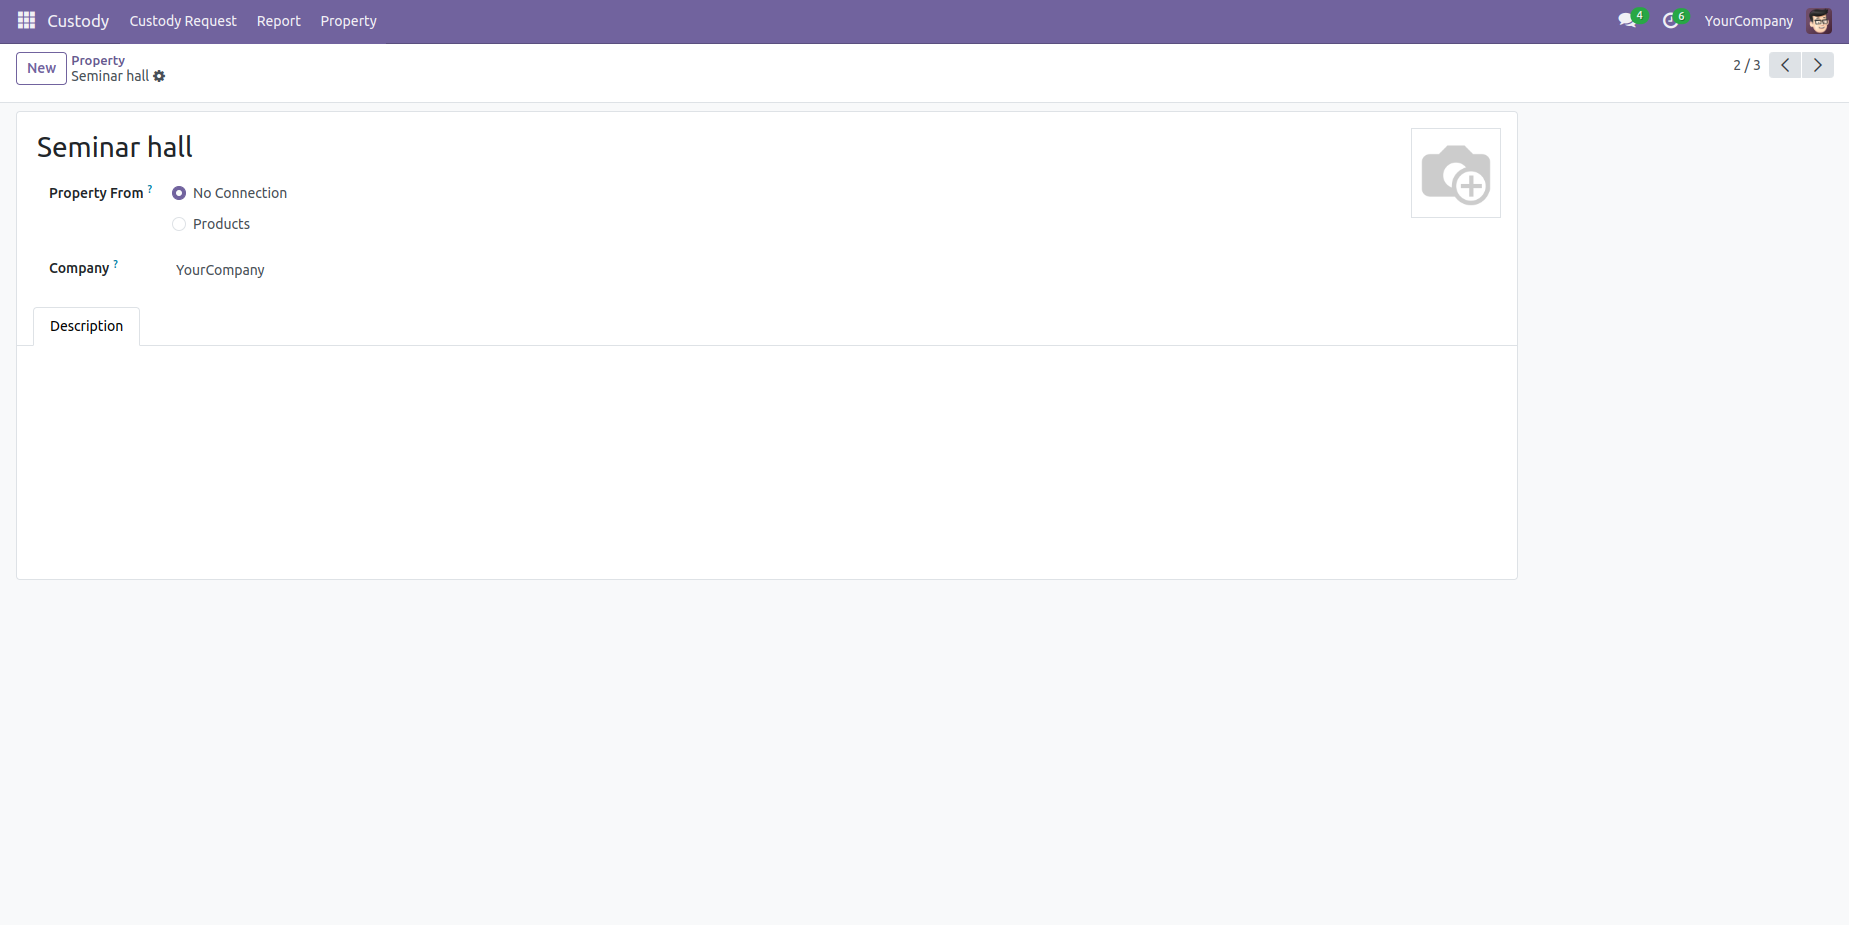 Custody Custody Request Report Property 4 6 YourCompany
New Property
Seminar hall
2 / 3
Seminar hall
Property From ? No Connection
Products
Company ? YourCompany
Description